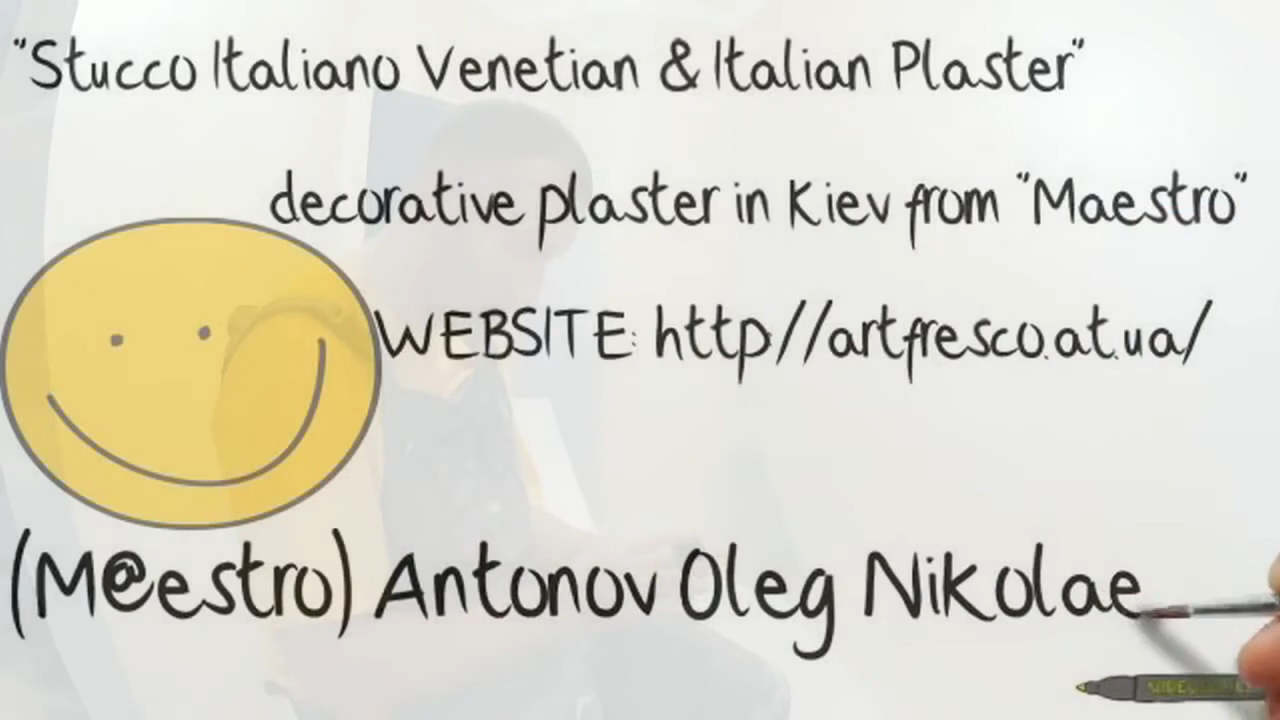 "Stucco Italiano Venetian & Italian Plaster"
decorative plaster in Kiev from "Maestro"
WEBSITE: http//artfresco.at.ua/
(M@estro) Antonov Oleg Nikolae